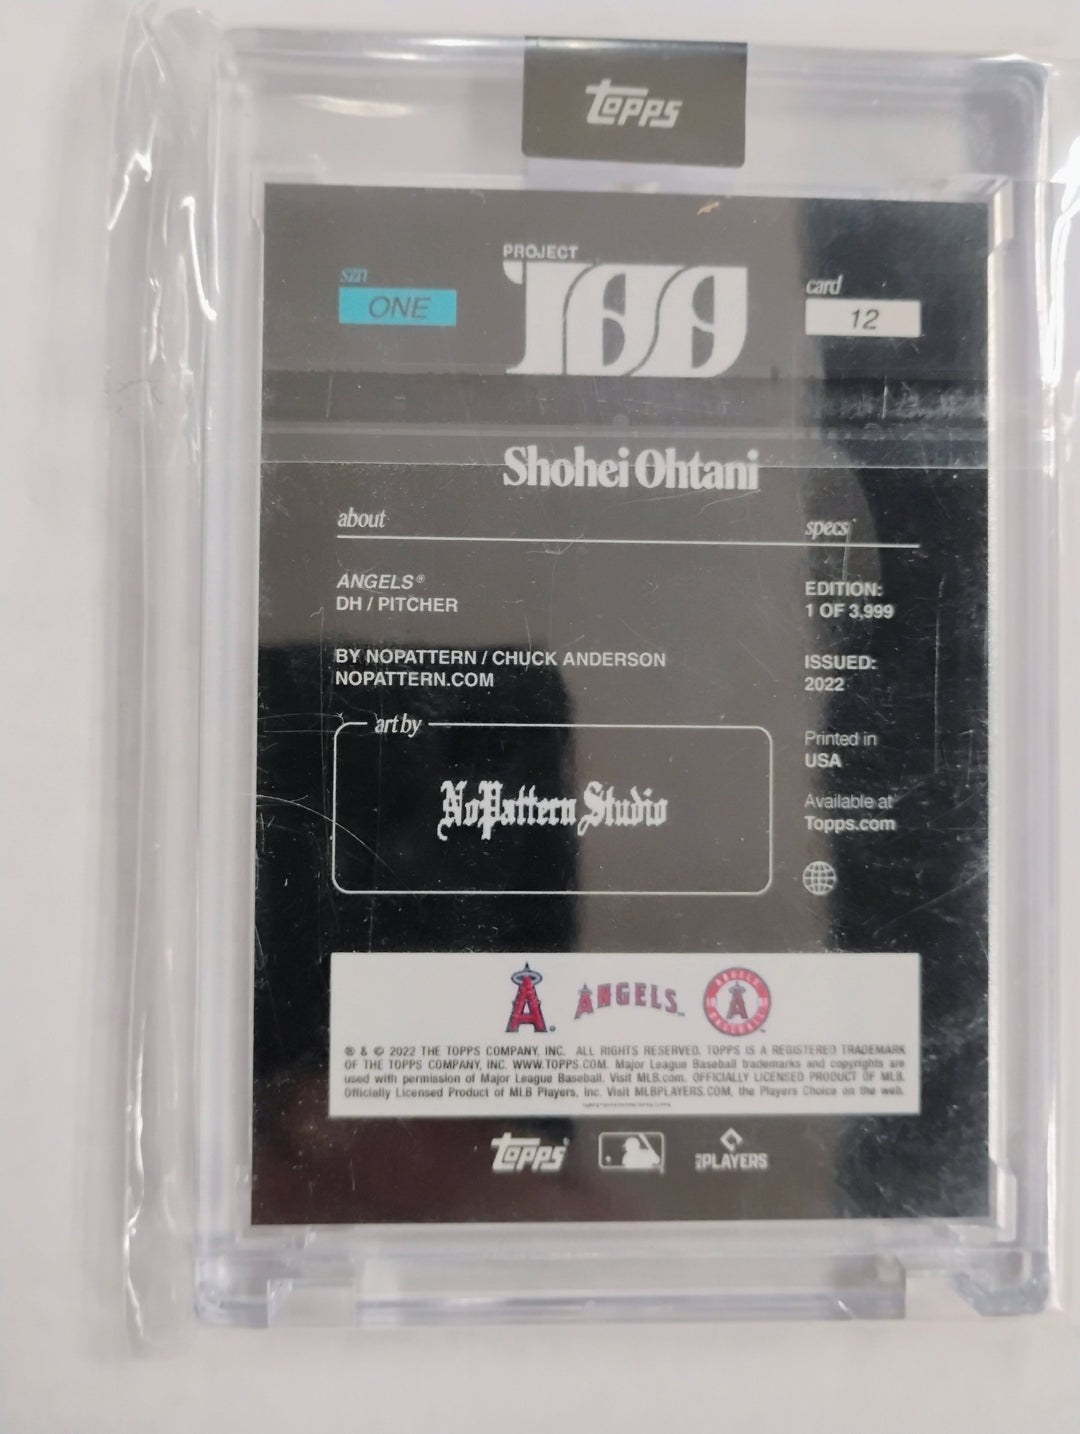 Topps
PROJECT
100
szn
ONE
card
12
Shohei Ohtani
about
specs
ANGELS®
DH / PITCHER
EDITION:
1 OF 3,999
BY NOPATTERN / CHUCK ANDERSON
NOPATTERN.COM
ISSUED:
2022
art by
NoPattern Studio
Printed in
USA
Available at
Topps.com
A
ANGELS
ANGELS
A
BASEBALL
® & © 2022 THE TOPPS COMPANY, INC. ALL RIGHTS RESERVED. TOPPS IS A REGISTERED TRADEMARK
OF THE TOPPS COMPANY, INC. WWW.TOPPS.COM. Major League Baseball trademarks and copyrights are
used with permission of Major League Baseball. Visit MLB.com. OFFICIALLY LICENSED PRODUCT OF MLB.
Officially Licensed Product of MLB Players, Inc. Visit MLBPLAYERS.COM, the Players Choice on the web.
Topps
PLAYERS